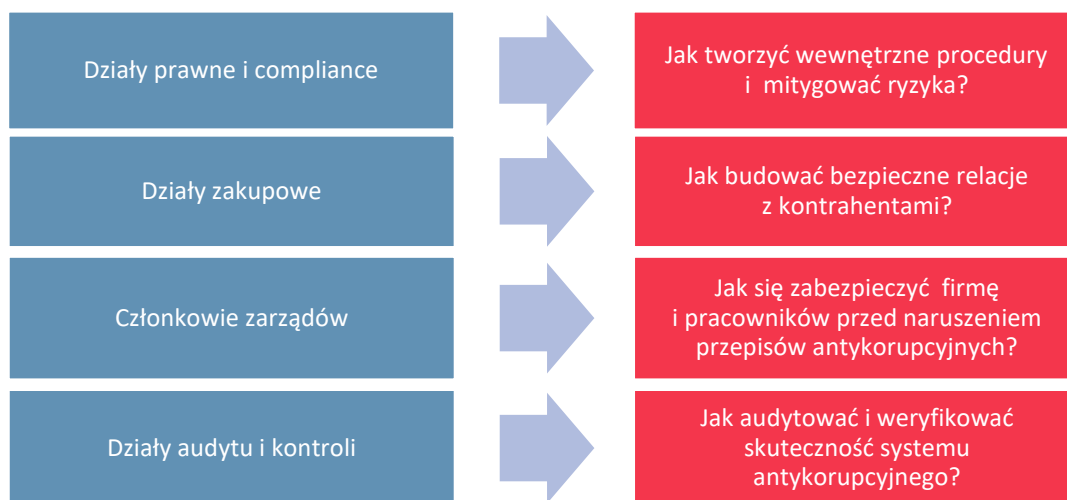 Działy prawne i compliance
Jak tworzyć wewnętrzne procedury
i  mitygować ryzyka?
Działy zakupowe
Jak budować bezpieczne relacje
z kontrahentami?
Członkowie zarządów
Jak się zabezpieczyć  firmę
i pracowników przed naruszeniem
przepisów antykorupcyjnych?
Działy audytu i kontroli
Jak audytować i weryfikować
skuteczność systemu
antykorupcyjnego?